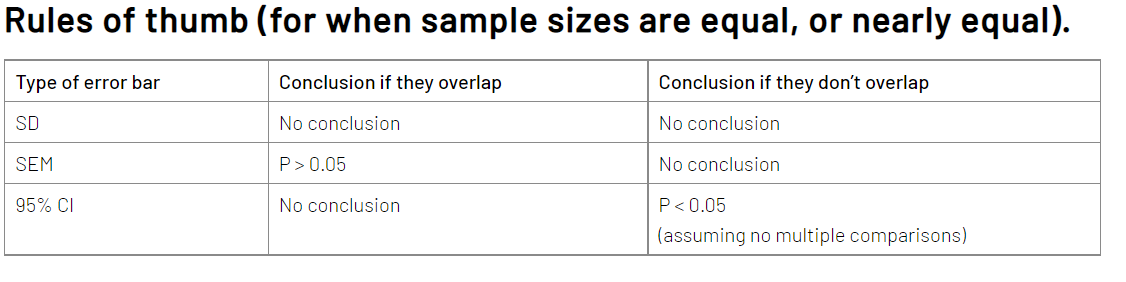 Rules of thumb (for when sample sizes are equal, or nearly equal).
Type of error bar Conclusion if they overlap Conclusion if they don’t overlap
SD No conclusion No conclusion
SEM P > 0.05 No conclusion
95% CI No conclusion P < 0.05
(assuming no multiple comparisons)